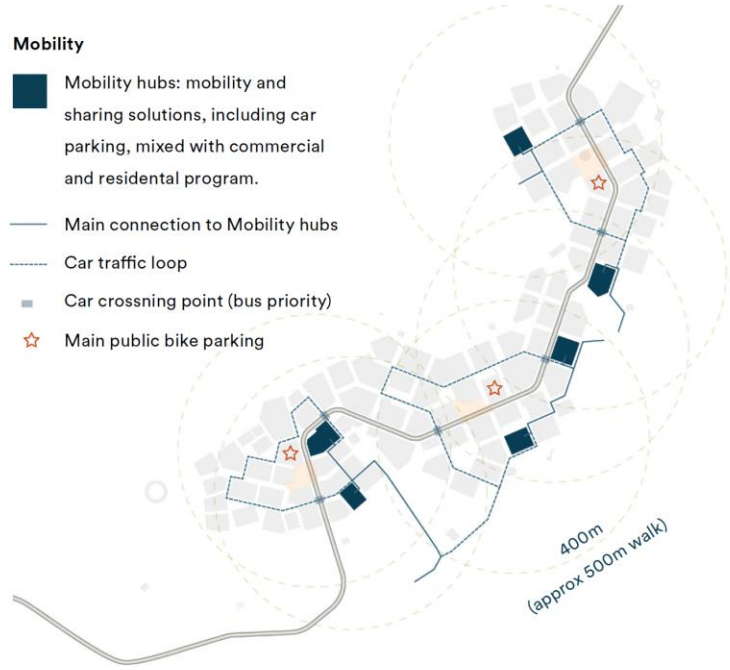 Mobility
Mobility hubs: mobility and
sharing solutions, including car
parking, mixed with commercial
and residental program.
Main connection to Mobility hubs
Car traffic loop
Car crossning point (bus priority)
Main public bike parking
400m
(approx 500m walk)